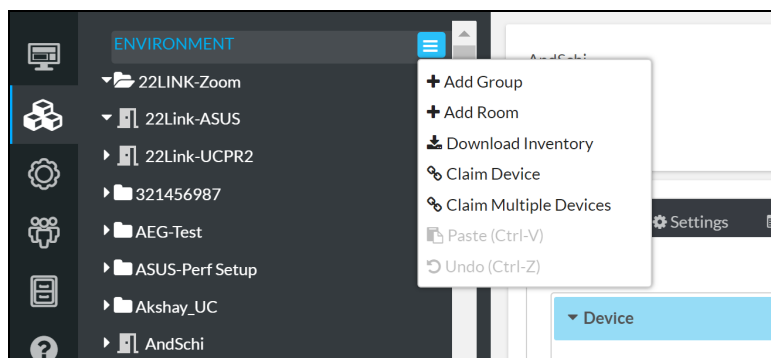 ENVIRONMENT
22LINK-Zoom
22Link-ASUS
22Link-UCPR2
321456987
AEG-Test
ASUS-Perf Setup
Akshay_UC
AndSchi
AndSchi
Add Group
Add Room
Download Inventory
Claim Device
Claim Multiple Devices
Paste (Ctrl-V)
Undo (Ctrl-Z)
Settings
Device